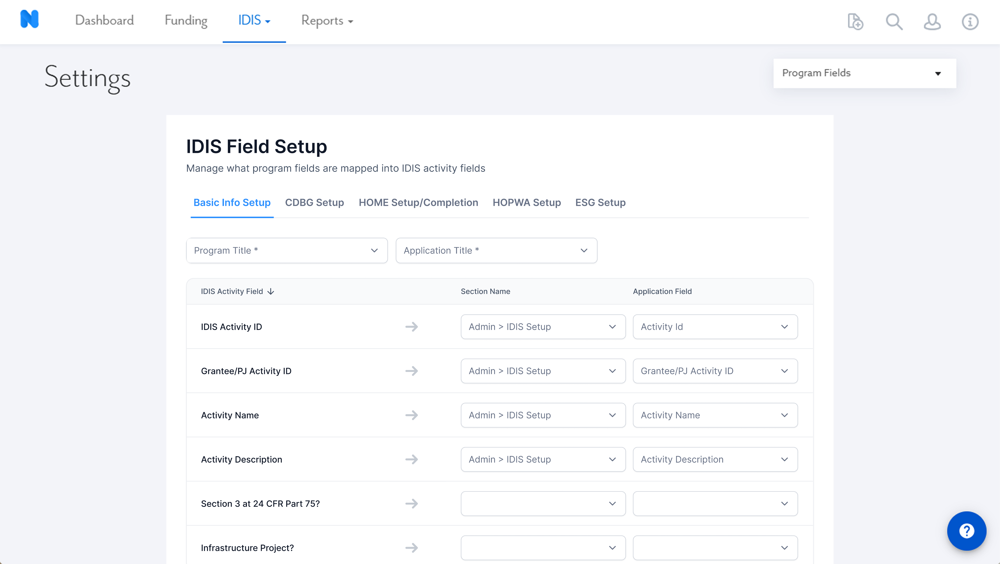 Dashboard
Funding
IDIS
Reports
Settings
Program Fields
IDIS Field Setup
Manage what program fields are mapped into IDIS activity fields
Basic Info Setup
CDBG Setup
HOME Setup/Completion
HOPWA Setup
ESG Setup
Program Title *
Application Title *
IDIS Activity Field
Section Name
Application Field
IDIS Activity ID
Admin > IDIS Setup
Activity Id
Grantee/PJ Activity ID
Admin > IDIS Setup
Grantee/PJ Activity ID
Activity Name
Admin > IDIS Setup
Activity Name
Activity Description
Admin > IDIS Setup
Activity Description
Section 3 at 24 CFR Part 75?
Infrastructure Project?